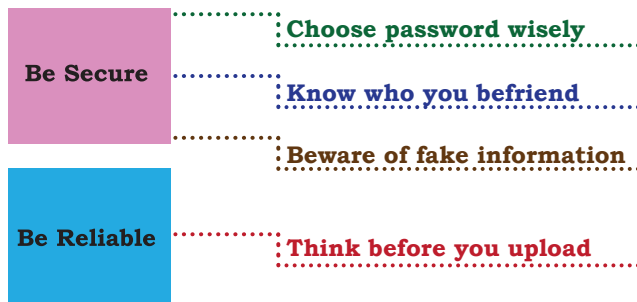 Be Secure
Choose password wisely
Know who you befriend
Beware of fake information
Be Reliable
Think before you upload